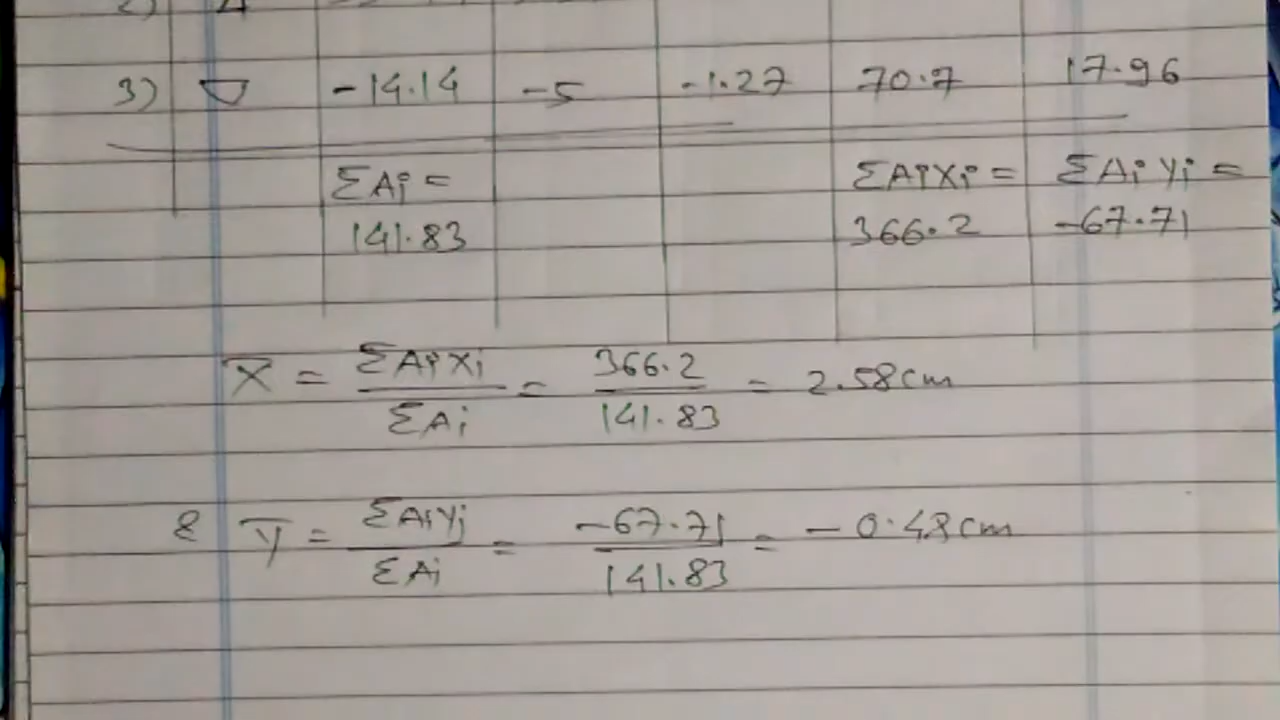 3) ▽ -14.14 -5 -1.27 70.7 17.96
ΣAi = ΣAiXi = ΣAiYi =
141.83 366.2 -67.71
X̅ = ΣAiXi / ΣAi = 366.2 / 141.83 = 2.58cm
& Y̅ = ΣAiYi / ΣAi = -67.71 / 141.83 = -0.48cm